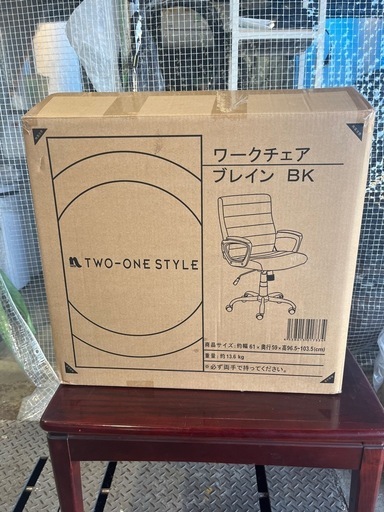 ワークチェア
ブレイン BK
TWO-ONE STYLE
商品サイズ：約幅61×奥行59×高96.5~103.5(cm)
重量：約13.6kg
※必ず両手で持ってください。